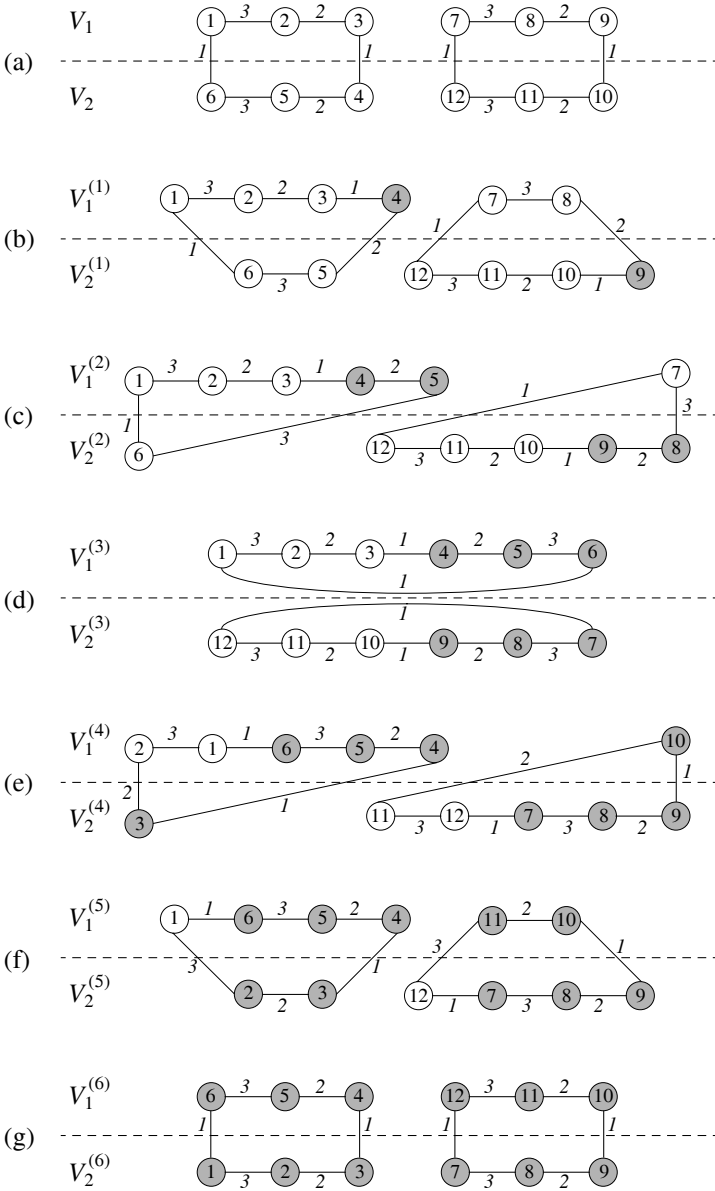 V₁ 1 3 2 2 3 7 3 8 2 9
(a) 1 1 1 1
V₂ 6 3 5 2 4 12 3 11 2 10
V₁⁽¹⁾ 1 3 2 2 3 1 4 7 3 8
(b) 1 2 1 2
V₂⁽¹⁾ 6 3 5 12 3 11 2 10 1 9
V₁⁽²⁾ 1 3 2 2 3 1 4 2 5 7
(c) 1 3 1 3
V₂⁽²⁾ 6 12 3 11 2 10 1 9 2 8
V₁⁽³⁾ 1 3 2 2 3 1 4 2 5 3 6
1
(d)
1
V₂⁽³⁾ 12 3 11 2 10 1 9 2 8 3 7
V₁⁽⁴⁾ 2 3 1 1 6 3 5 2 4 10
(e) 2 1 2 1
V₂⁽⁴⁾ 3 11 3 12 1 7 3 8 2 9
V₁⁽⁵⁾ 1 1 6 3 5 2 4 11 2 10
(f) 3 1 3 1
V₂⁽⁵⁾ 2 2 3 12 1 7 3 8 2 9
V₁⁽⁶⁾ 6 3 5 2 4 12 3 11 2 10
(g) 1 1 1 1
V₂⁽⁶⁾ 1 3 2 2 3 7 3 8 2 9